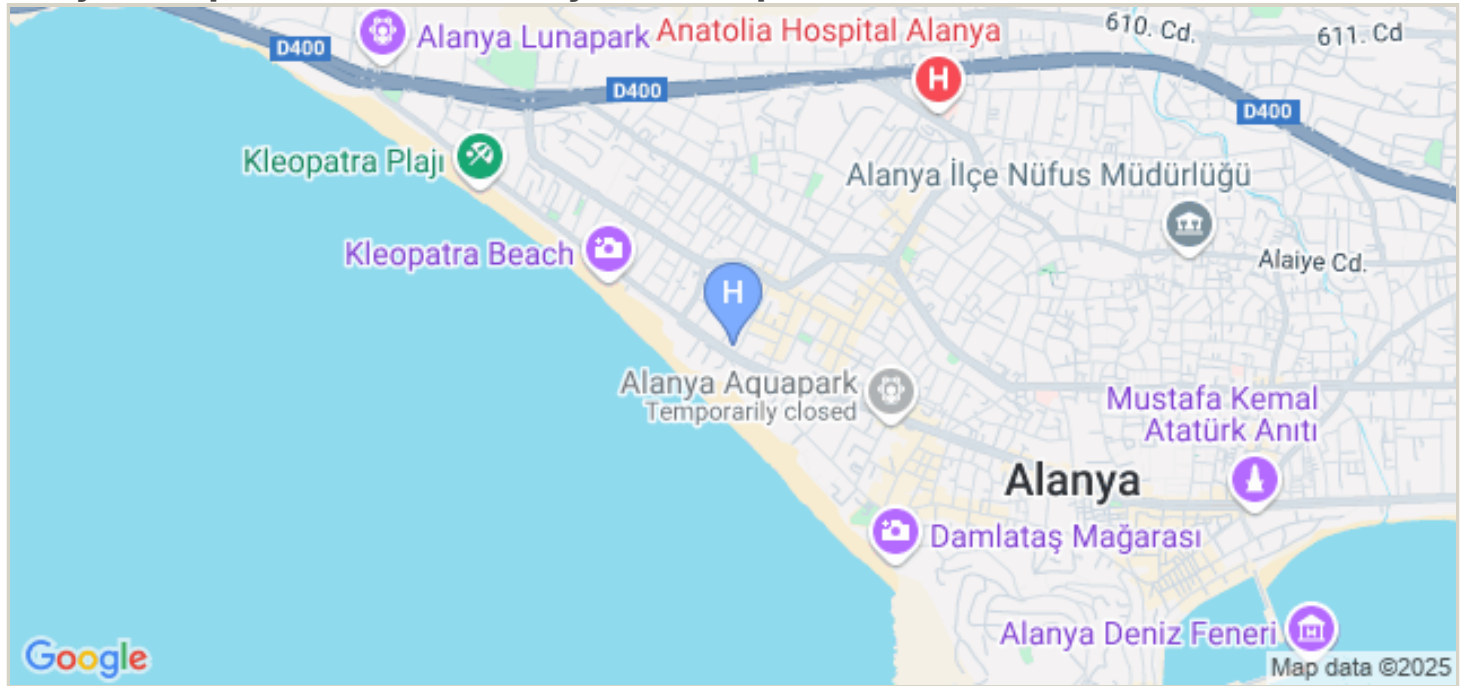 Alanya Lunapark
Anatolia Hospital Alanya
610. Cd.
611. Cd
D400
H
D400
D400
Kleopatra Plajı
Alanya İlçe Nüfus Müdürlüğü
Kleopatra Beach
Alaiye Cd.
H
Alanya Aquapark
Temporarily closed
Mustafa Kemal
Atatürk Anıtı
Alanya
Damlataş Mağarası
Alanya Deniz Feneri
Google
Map data ©2025